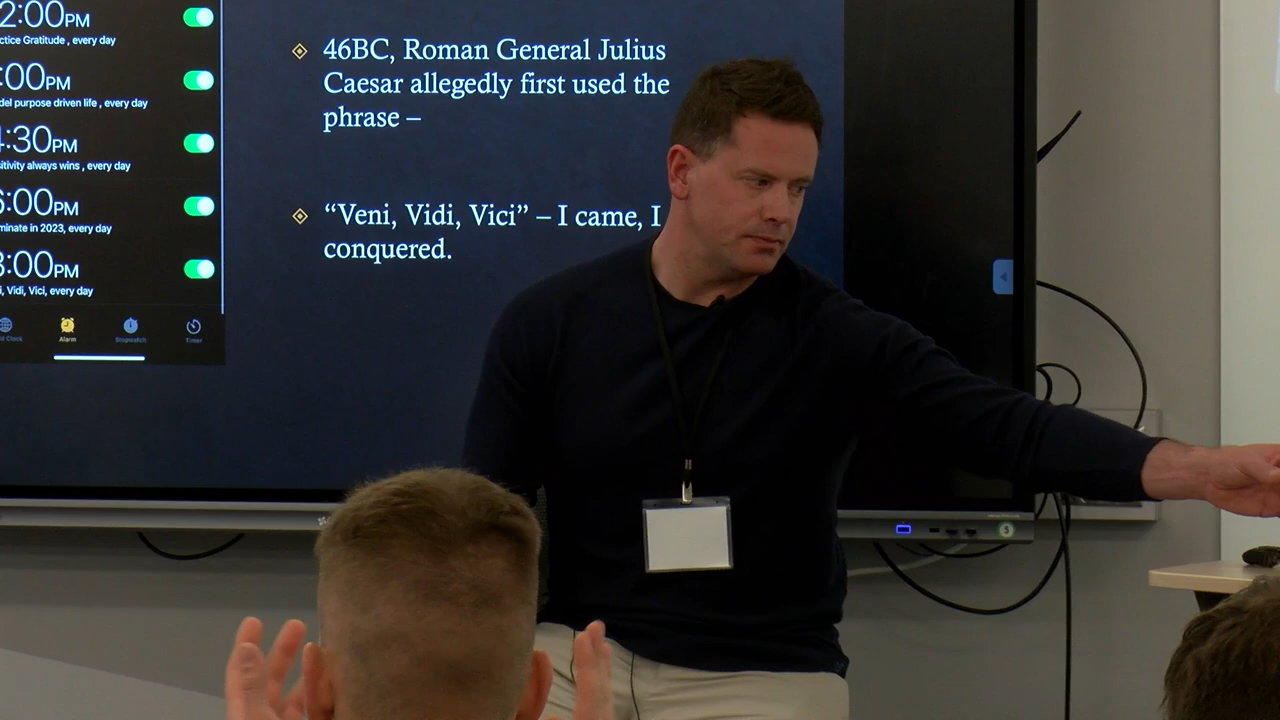 2:00PM
ctice Gratitude , every day
:00PM
del purpose driven life , every day
4:30PM
sitivity always wins , every day
6:00PM
minate in 2023, every day
8:00PM
i, Vidi, Vici, every day
d Clock
Alarm
Stopwatch
Timer
46BC, Roman General Julius
Caesar allegedly first used the
phrase –
“Veni, Vidi, Vici” – I came, I
conquered.